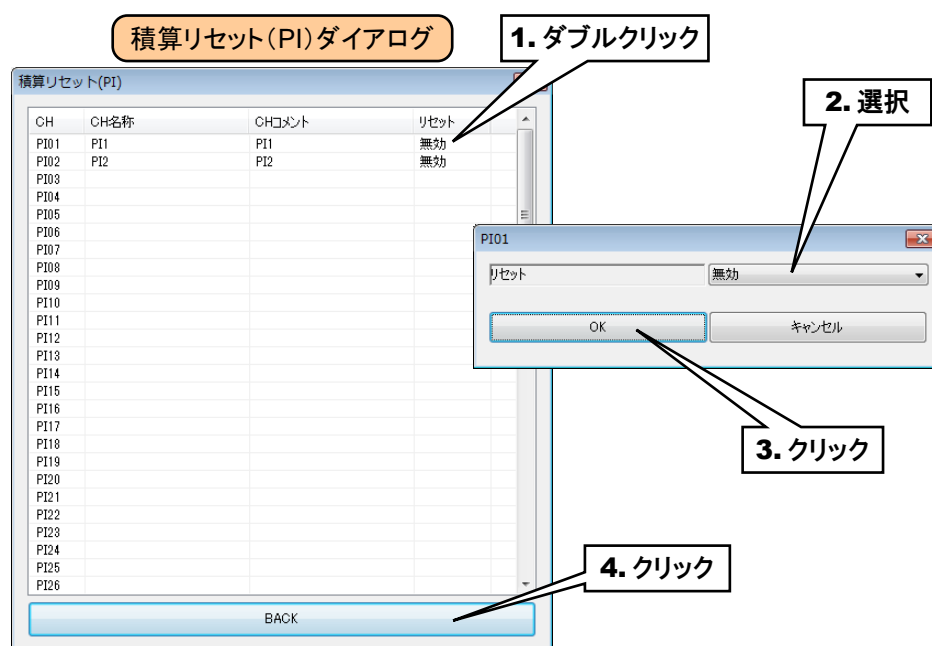 積算リセット(PI)ダイアログ
1. ダブルクリック
積算リセット(PI)
2. 選択
CH CH名称 CHコメント リセット
PI01 PI1 PI1 無効
PI02 PI2 PI2 無効
PI03
PI04
PI05
PI06
PI07
PI08
PI09
PI10
PI11
PI12
PI13
PI14
PI15
PI16
PI17
PI18
PI19
PI20
PI21
PI22
PI23
PI24
PI25
PI26
BACK
PI01
リセット 無効
OK キャンセル
3. クリック
4. クリック